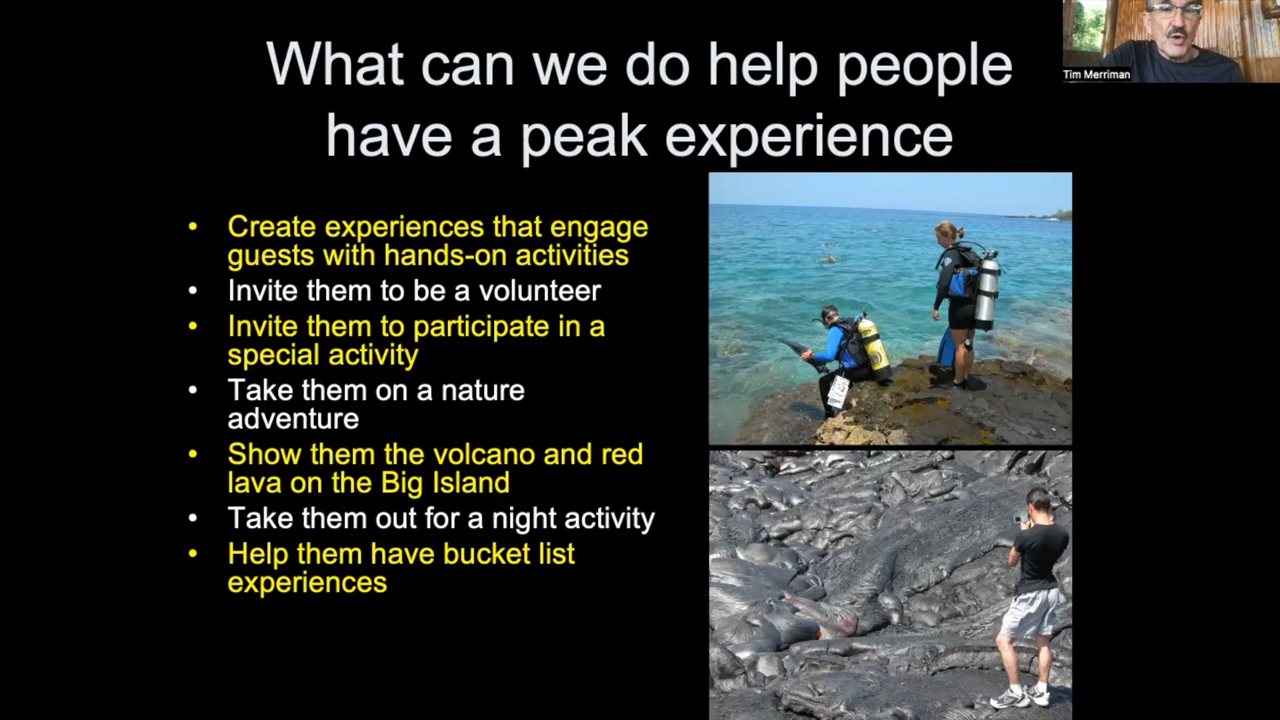 What can we do help people
have a peak experience
Tim Merriman
• Create experiences that engage
guests with hands-on activities
• Invite them to be a volunteer
• Invite them to participate in a
special activity
• Take them on a nature
adventure
• Show them the volcano and red
lava on the Big Island
• Take them out for a night activity
• Help them have bucket list
experiences